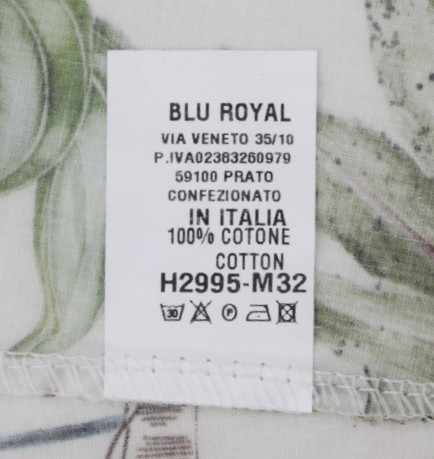 BLU ROYAL
VIA VENETO 35/10
P.IVA02383260979
59100 PRATO
CONFEZIONATO
IN ITALIA
100% COTONE
COTTON
H2995-M32
30 P